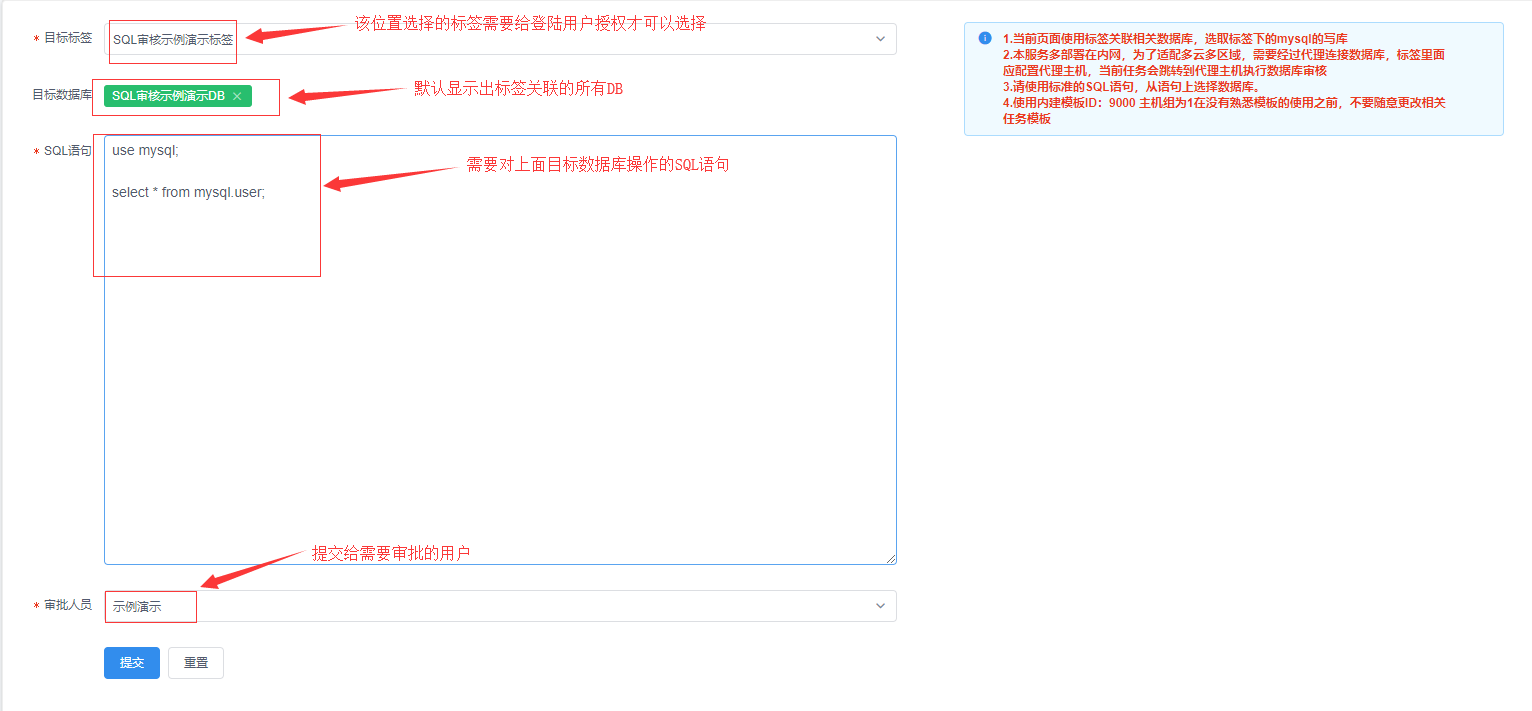 * 目标标签
SQL审核示例演示标签
该位置选择的标签需要给登陆用户授权才可以选择
目标数据库
SQL审核示例演示DB ×
默认显示出标签关联的所有DB
* SQL语句
use mysql;
select * from mysql.user;
需要对上面目标数据库操作的SQL语句
提交给需要审批的用户
* 审批人员
示例演示
提交
重置
1.当前页面使用标签关联相关数据库，选取标签下的mysql的写库
2.本服务多部署在内网，为了适配多云多区域，需要经过代理连接数据库，标签里面
应配置代理主机，当前任务会跳转到代理主机执行数据库审核
3.请使用标准的SQL语句，从语句上选择数据库。
4.使用内建模板ID：9000 主机组为1在没有熟悉模板的使用之前，不要随意更改相关
任务模板